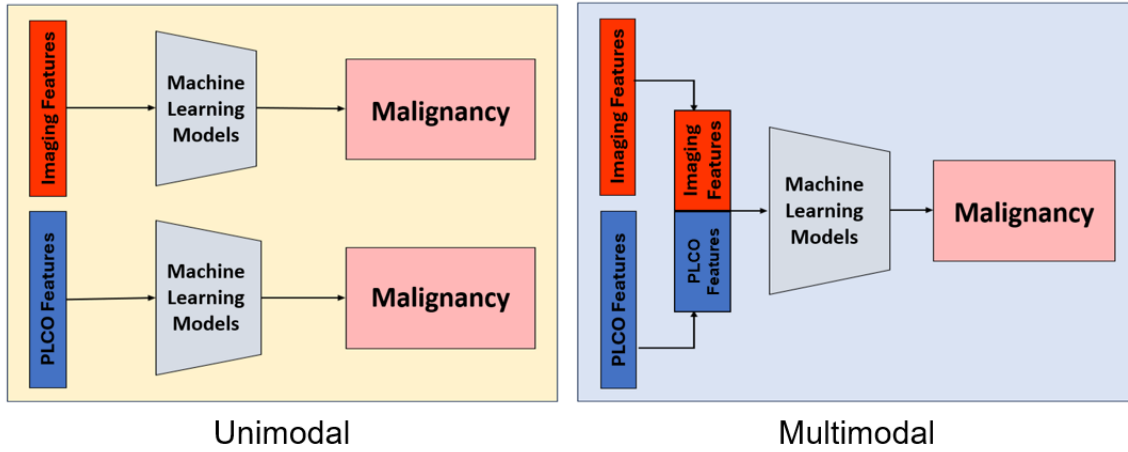 Imaging Features
Machine
Learning
Models
Malignancy
PLCO Features
Machine
Learning
Models
Malignancy
Unimodal
Imaging Features
Imaging
Features
PLCO
Features
PLCO Features
Machine
Learning
Models
Malignancy
Multimodal